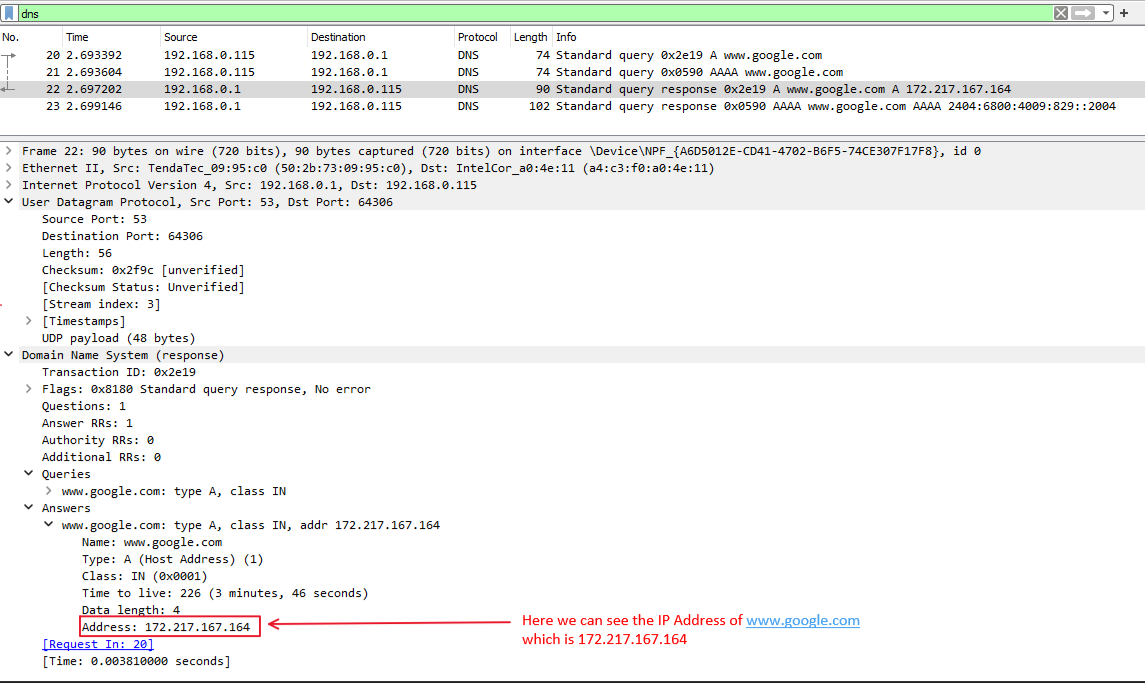 dns
No. Time Source Destination Protocol Length Info
20 2.693392 192.168.0.115 192.168.0.1 DNS 74 Standard query 0x2e19 A www.google.com
21 2.693604 192.168.0.115 192.168.0.1 DNS 74 Standard query 0x0590 AAAA www.google.com
22 2.697202 192.168.0.1 192.168.0.115 DNS 90 Standard query response 0x2e19 A www.google.com A 172.217.167.164
23 2.699146 192.168.0.1 192.168.0.115 DNS 102 Standard query response 0x0590 AAAA www.google.com AAAA 2404:6800:4009:829::2004
Frame 22: 90 bytes on wire (720 bits), 90 bytes captured (720 bits) on interface \Device\NPF_{A6D5012E-CD41-4702-B6F5-74CE307F17F8}, id 0
Ethernet II, Src: TendaTec_09:95:c0 (50:2b:73:09:95:c0), Dst: IntelCor_a0:4e:11 (a4:c3:f0:a0:4e:11)
Internet Protocol Version 4, Src: 192.168.0.1, Dst: 192.168.0.115
User Datagram Protocol, Src Port: 53, Dst Port: 64306
Source Port: 53
Destination Port: 64306
Length: 56
Checksum: 0x2f9c [unverified]
[Checksum Status: Unverified]
[Stream index: 3]
[Timestamps]
UDP payload (48 bytes)
Domain Name System (response)
Transaction ID: 0x2e19
Flags: 0x8180 Standard query response, No error
Questions: 1
Answer RRs: 1
Authority RRs: 0
Additional RRs: 0
Queries
www.google.com: type A, class IN
Answers
www.google.com: type A, class IN, addr 172.217.167.164
Name: www.google.com
Type: A (Host Address) (1)
Class: IN (0x0001)
Time to live: 226 (3 minutes, 46 seconds)
Data length: 4
Address: 172.217.167.164
Here we can see the IP Address of www.google.com
which is 172.217.167.164
[Request In: 20]
[Time: 0.003810000 seconds]